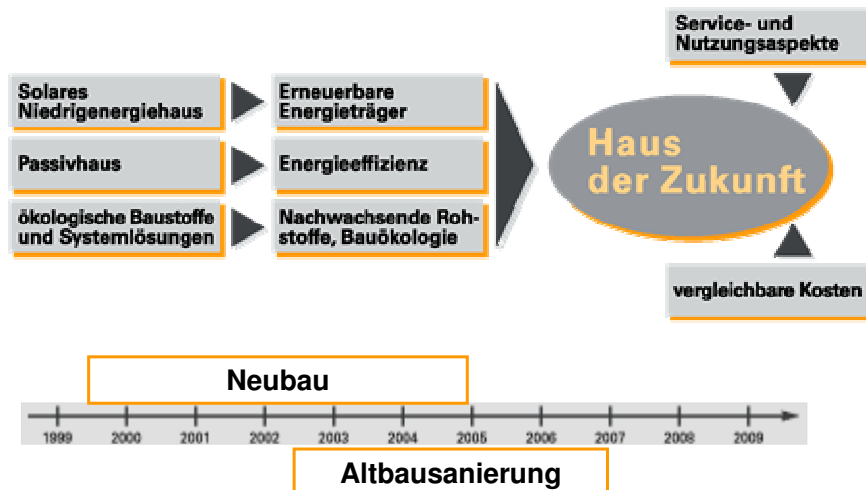 Service- und
Nutzungsaspekte
Solares
Niedrigenergiehaus
Erneuerbare
Energieträger
Passivhaus
Energieeffizienz
Haus
der Zukunft
ökologische Baustoffe
und Systemlösungen
Nachwachsende Roh-
stoffe, Bauökologie
vergleichbare Kosten
Neubau
1999 2000 2001 2002 2003 2004 2005 2006 2007 2008 2009
Altbausanierung